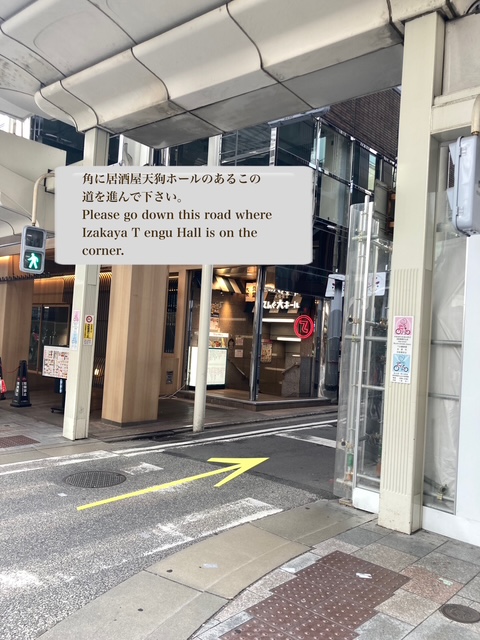 角に居酒屋天狗ホールのあるこの
道を進んで下さい。
Please go down this road where
Izakaya T engu Hall is on the
corner.
てんぐ大ホール